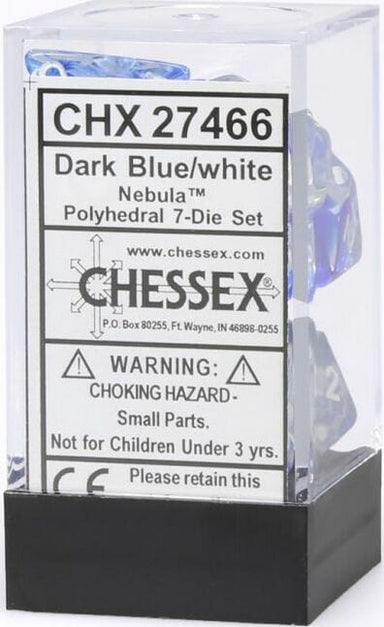 CHX 27466
Dark Blue/white
Nebula™
Polyhedral 7-Die Set
www.chessex.com
CHESSEX®
P.O. Box 80255, Ft. Wayne, IN 46898-0255
WARNING:
CHOKING HAZARD-
Small Parts.
Not for Children Under 3 yrs.
CE Please retain this
2